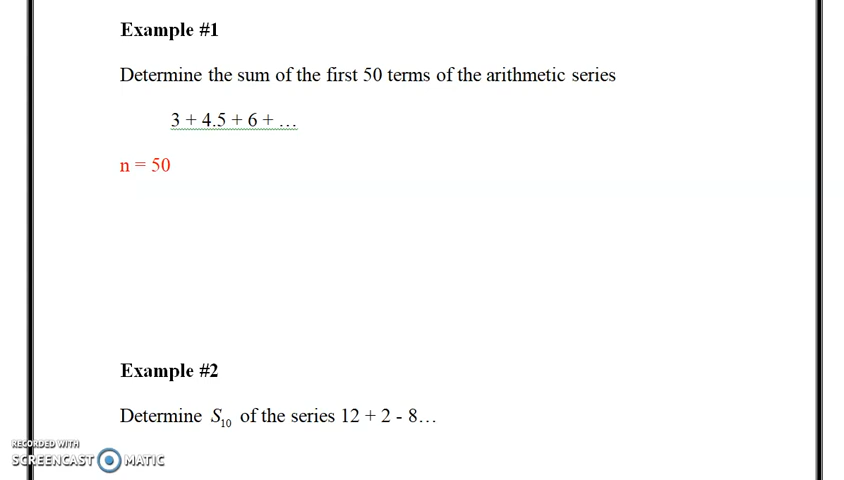 Example #1
Determine the sum of the first 50 terms of the arithmetic series
3 + 4.5 + 6 + …
n = 50
Example #2
Determine S₁₀ of the series 12 + 2 - 8…
RECORDED WITH
SCREENCAST MATIC